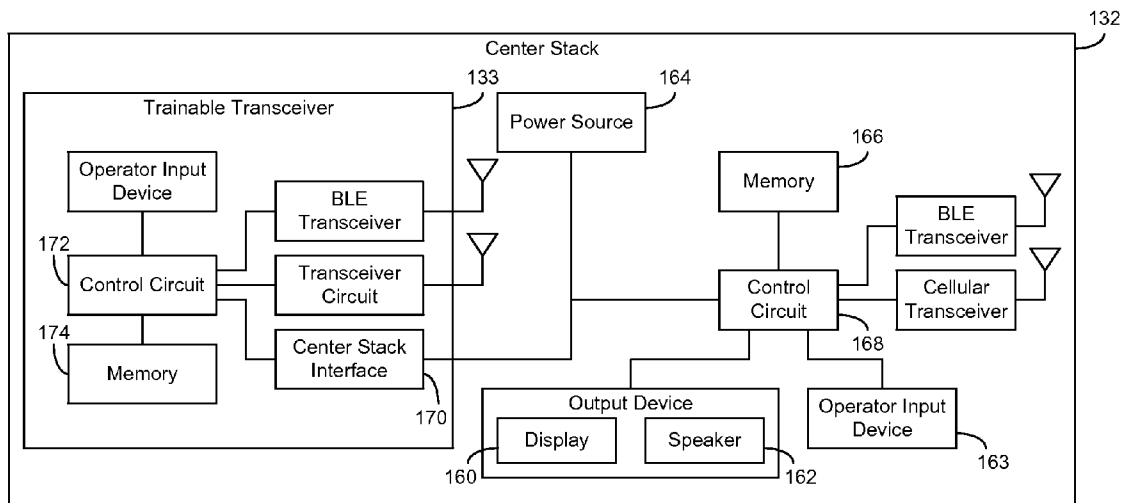 132
Center Stack
133
164
Trainable Transceiver
Power Source
166
Operator Input
Device
BLE
Transceiver
Memory
BLE
Transceiver
172
Control Circuit
Transceiver
Circuit
Control
Circuit
Cellular
Transceiver
168
174
Memory
Center Stack
Interface
170
Output Device
Display
Speaker
Operator Input
Device
160
162
163